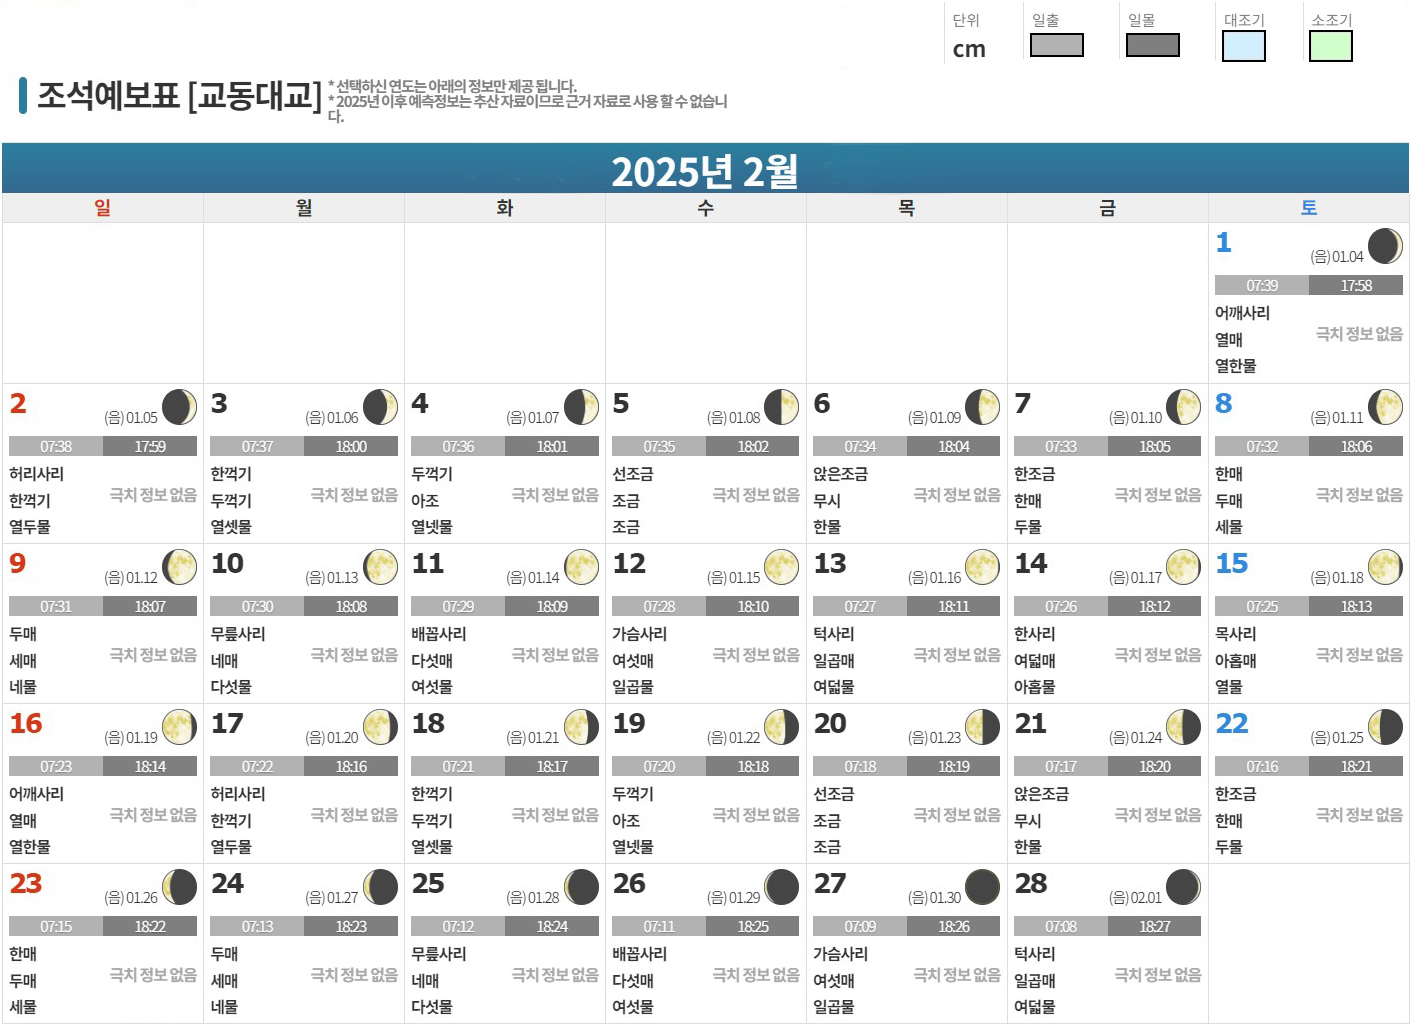 단위 일출 일몰 대조기 소조기
cm
조석예보표 [교동대교]
* 선택하신 연도는 아래의 정보만 제공 됩니다.
* 2025년 이후 예측정보는 추산 자료이므로 근거 자료로 사용 할 수 없습니
다.
2025년 2월
일 월 화 수 목 금 토
1
(음) 01.04
07:39 17:58
어깨사리
열매
열한물
극치 정보 없음
2
(음) 01.05
07:38 17:59
허리사리
한꺽기
열두물
극치 정보 없음
3
(음) 01.06
07:37 18:00
한꺽기
두꺽기
열셋물
극치 정보 없음
4
(음) 01.07
07:36 18:01
두꺽기
아조
열넷물
극치 정보 없음
5
(음) 01.08
07:35 18:02
선조금
조금
조금
극치 정보 없음
6
(음) 01.09
07:34 18:04
앉은조금
무시
한물
극치 정보 없음
7
(음) 01.10
07:33 18:05
한조금
한매
두물
극치 정보 없음
8
(음) 01.11
07:32 18:06
한매
두매
세물
극치 정보 없음
9
(음) 01.12
07:31 18:07
두매
세매
네물
극치 정보 없음
10
(음) 01.13
07:30 18:08
무릎사리
네매
다섯물
극치 정보 없음
11
(음) 01.14
07:29 18:09
배꼽사리
다섯매
여섯물
극치 정보 없음
12
(음) 01.15
07:28 18:10
가슴사리
여섯매
일곱물
극치 정보 없음
13
(음) 01.16
07:27 18:11
턱사리
일곱매
여덟물
극치 정보 없음
14
(음) 01.17
07:26 18:12
한사리
여덟매
아홉물
극치 정보 없음
15
(음) 01.18
07:25 18:13
목사리
아홉매
열물
극치 정보 없음
16
(음) 01.19
07:23 18:14
어깨사리
열매
열한물
극치 정보 없음
17
(음) 01.20
07:22 18:16
허리사리
한꺽기
열두물
극치 정보 없음
18
(음) 01.21
07:21 18:17
한꺽기
두꺽기
열셋물
극치 정보 없음
19
(음) 01.22
07:20 18:18
두꺽기
아조
열넷물
극치 정보 없음
20
(음) 01.23
07:18 18:19
선조금
조금
조금
극치 정보 없음
21
(음) 01.24
07:17 18:20
앉은조금
무시
한물
극치 정보 없음
22
(음) 01.25
07:16 18:21
한조금
한매
두물
극치 정보 없음
23
(음) 01.26
07:15 18:22
한매
두매
세물
극치 정보 없음
24
(음) 01.27
07:13 18:23
두매
세매
네물
극치 정보 없음
25
(음) 01.28
07:12 18:24
무릎사리
네매
다섯물
극치 정보 없음
26
(음) 01.29
07:11 18:25
배꼽사리
다섯매
여섯물
극치 정보 없음
27
(음) 01.30
07:09 18:26
가슴사리
여섯매
일곱물
극치 정보 없음
28
(음) 02.01
07:08 18:27
턱사리
일곱매
여덟물
극치 정보 없음